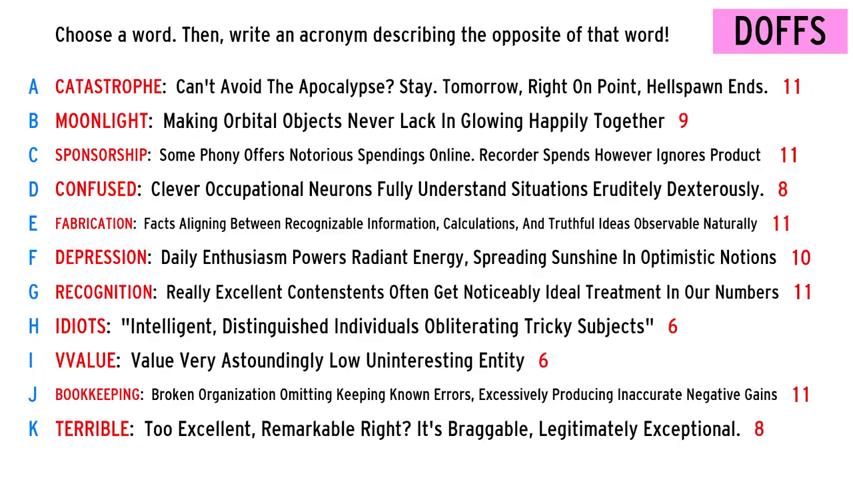 Choose a word. Then, write an acronym describing the opposite of that word!
DOFFS
A CATASTROPHE: Can't Avoid The Apocalypse? Stay. Tomorrow, Right On Point, Hellspawn Ends. 11
B MOONLIGHT: Making Orbital Objects Never Lack In Glowing Happily Together 9
C SPONSORSHIP: Some Phony Offers Notorious Spendings Online. Recorder Spends However Ignores Product 11
D CONFUSED: Clever Occupational Neurons Fully Understand Situations Eruditely Dexterously. 8
E FABRICATION: Facts Aligning Between Recognizable Information, Calculations, And Truthful Ideas Observable Naturally 11
F DEPRESSION: Daily Enthusiasm Powers Radiant Energy, Spreading Sunshine In Optimistic Notions 10
G RECOGNITION: Really Excellent Contenstents Often Get Noticeably Ideal Treatment In Our Numbers 11
H IDIOTS: "Intelligent, Distinguished Individuals Obliterating Tricky Subjects" 6
I VVALUE: Value Very Astoundingly Low Uninteresting Entity 6
J BOOKKEEPING: Broken Organization Omitting Keeping Known Errors, Excessively Producing Inaccurate Negative Gains 11
K TERRIBLE: Too Excellent, Remarkable Right? It's Braggable, Legitimately Exceptional. 8